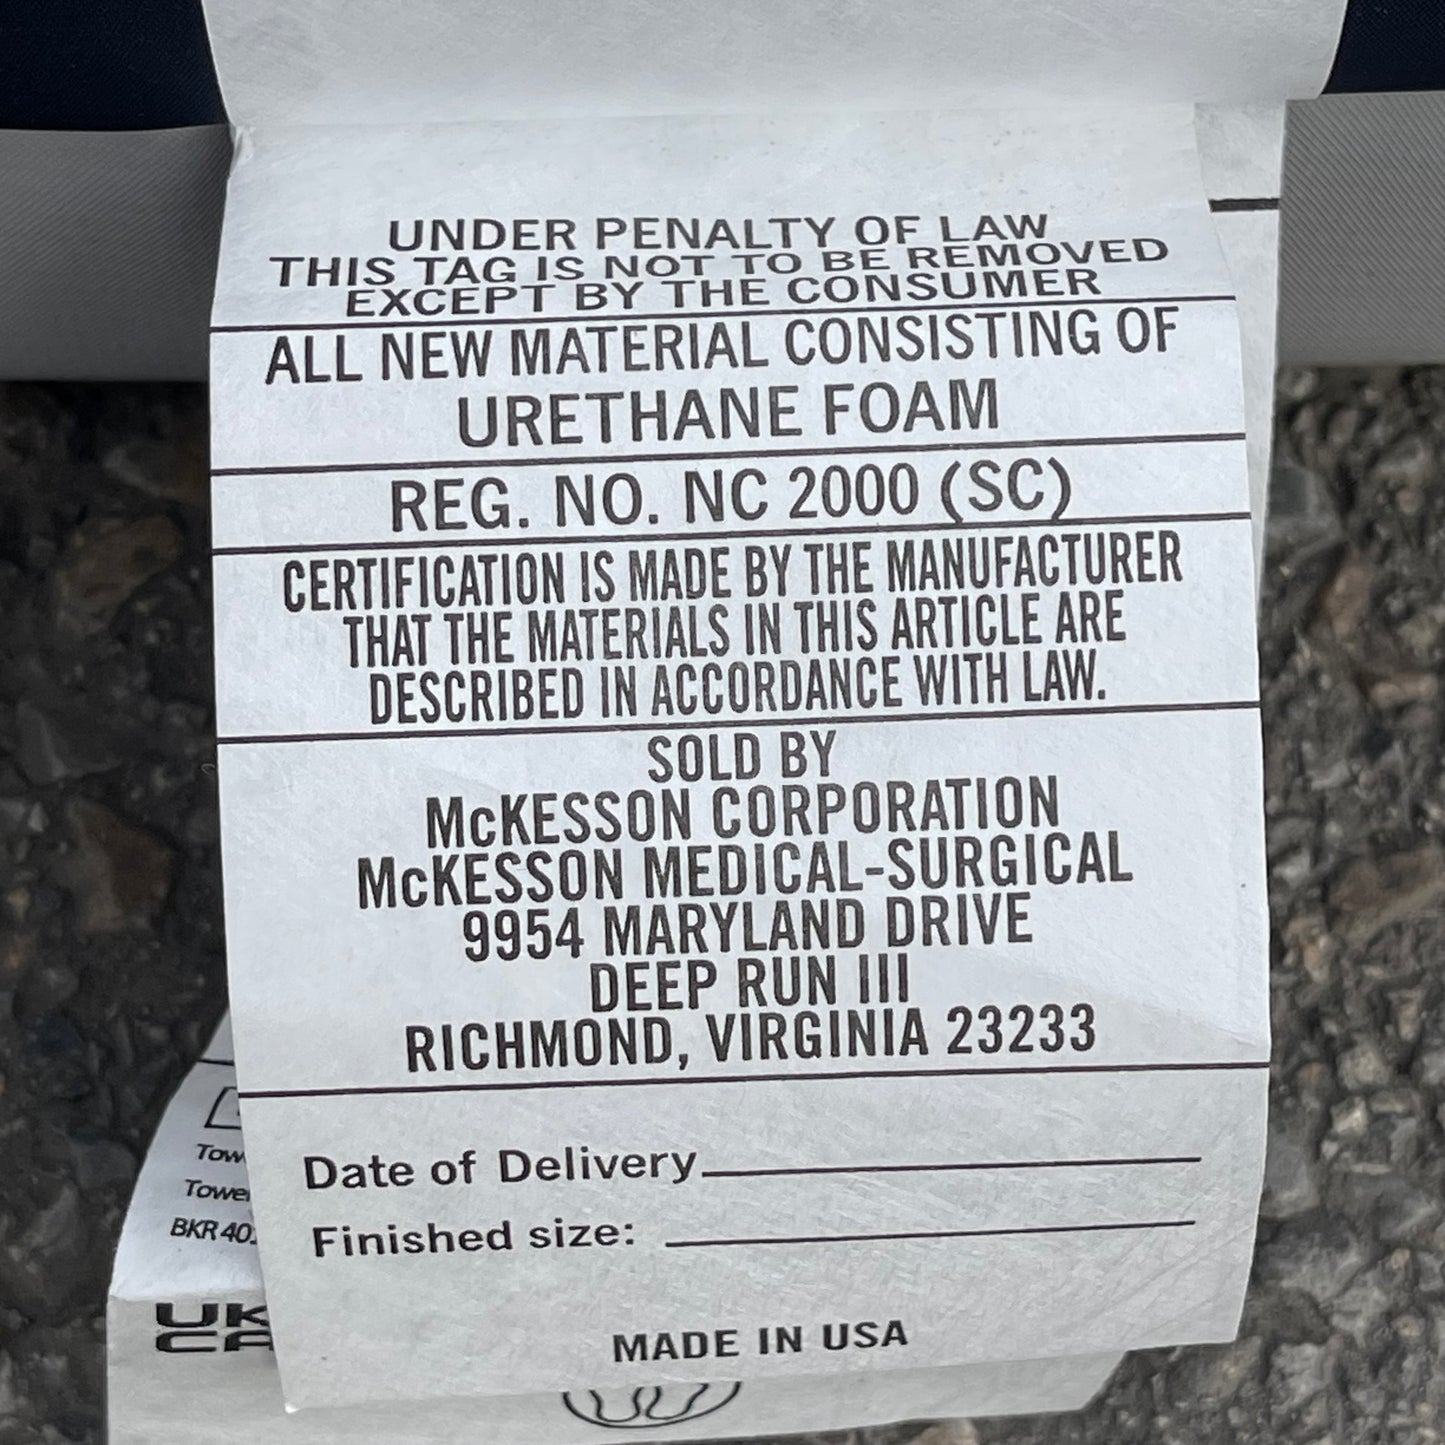 UNDER PENALTY OF LAW
THIS TAG IS NOT TO BE REMOVED
EXCEPT BY THE CONSUMER
ALL NEW MATERIAL CONSISTING OF
URETHANE FOAM
REG. NO. NC 2000 (SC)
CERTIFICATION IS MADE BY THE MANUFACTURER
THAT THE MATERIALS IN THIS ARTICLE ARE
DESCRIBED IN ACCORDANCE WITH LAW.
SOLD BY
McKESSON CORPORATION
McKESSON MEDICAL-SURGICAL
9954 MARYLAND DRIVE
DEEP RUN III
RICHMOND, VIRGINIA 23233
Date of Delivery
Finished size:
MADE IN USA
BKR
UK
CA